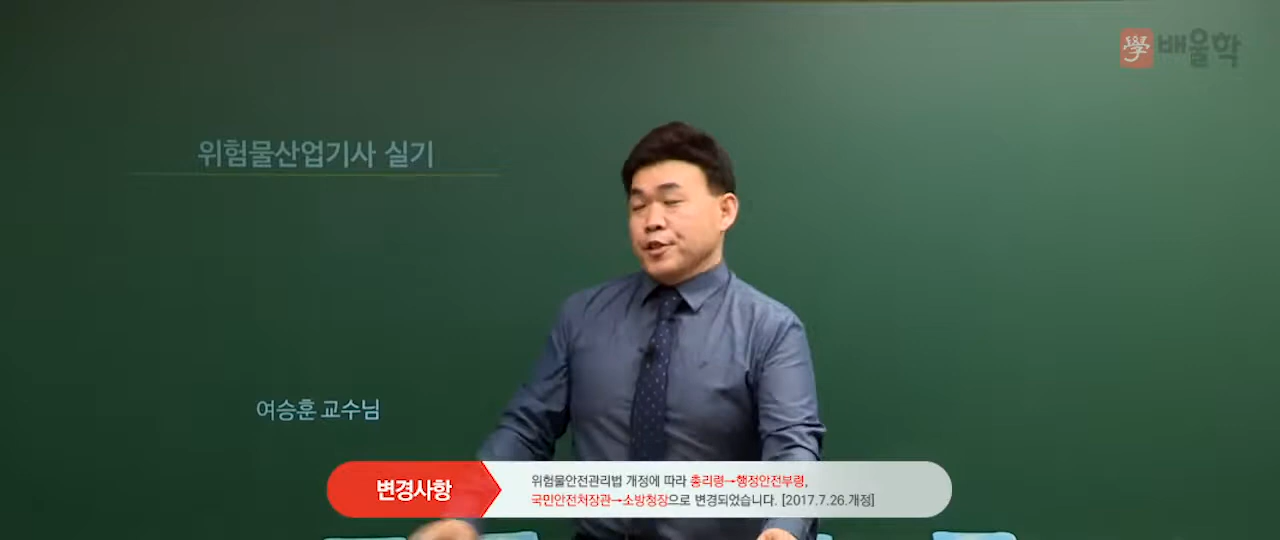 學 배울학
위험물산업기사 실기
여승훈 교수님
변경사항
위험물안전관리법 개정에 따라 총리령→행정안전부령,
국민안전처장관→소방청장으로 변경되었습니다. [2017.7.26.개정]